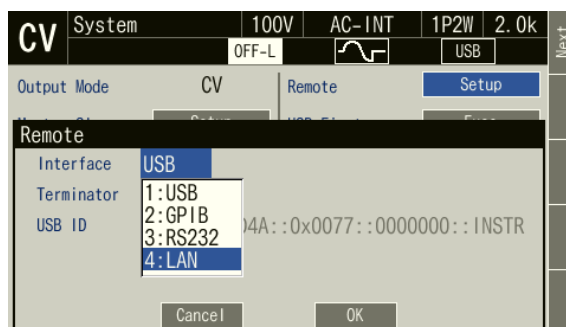 CV System 100V AC-INT 1P2W 2.0k Next
OFF-L USB
Output Mode CV Remote Setup
Remote
Interface USB
Terminator
1:USB
2:GPIB
USB ID 04A::0x0077::0000000::INSTR
3:RS232
4:LAN
Cancel OK